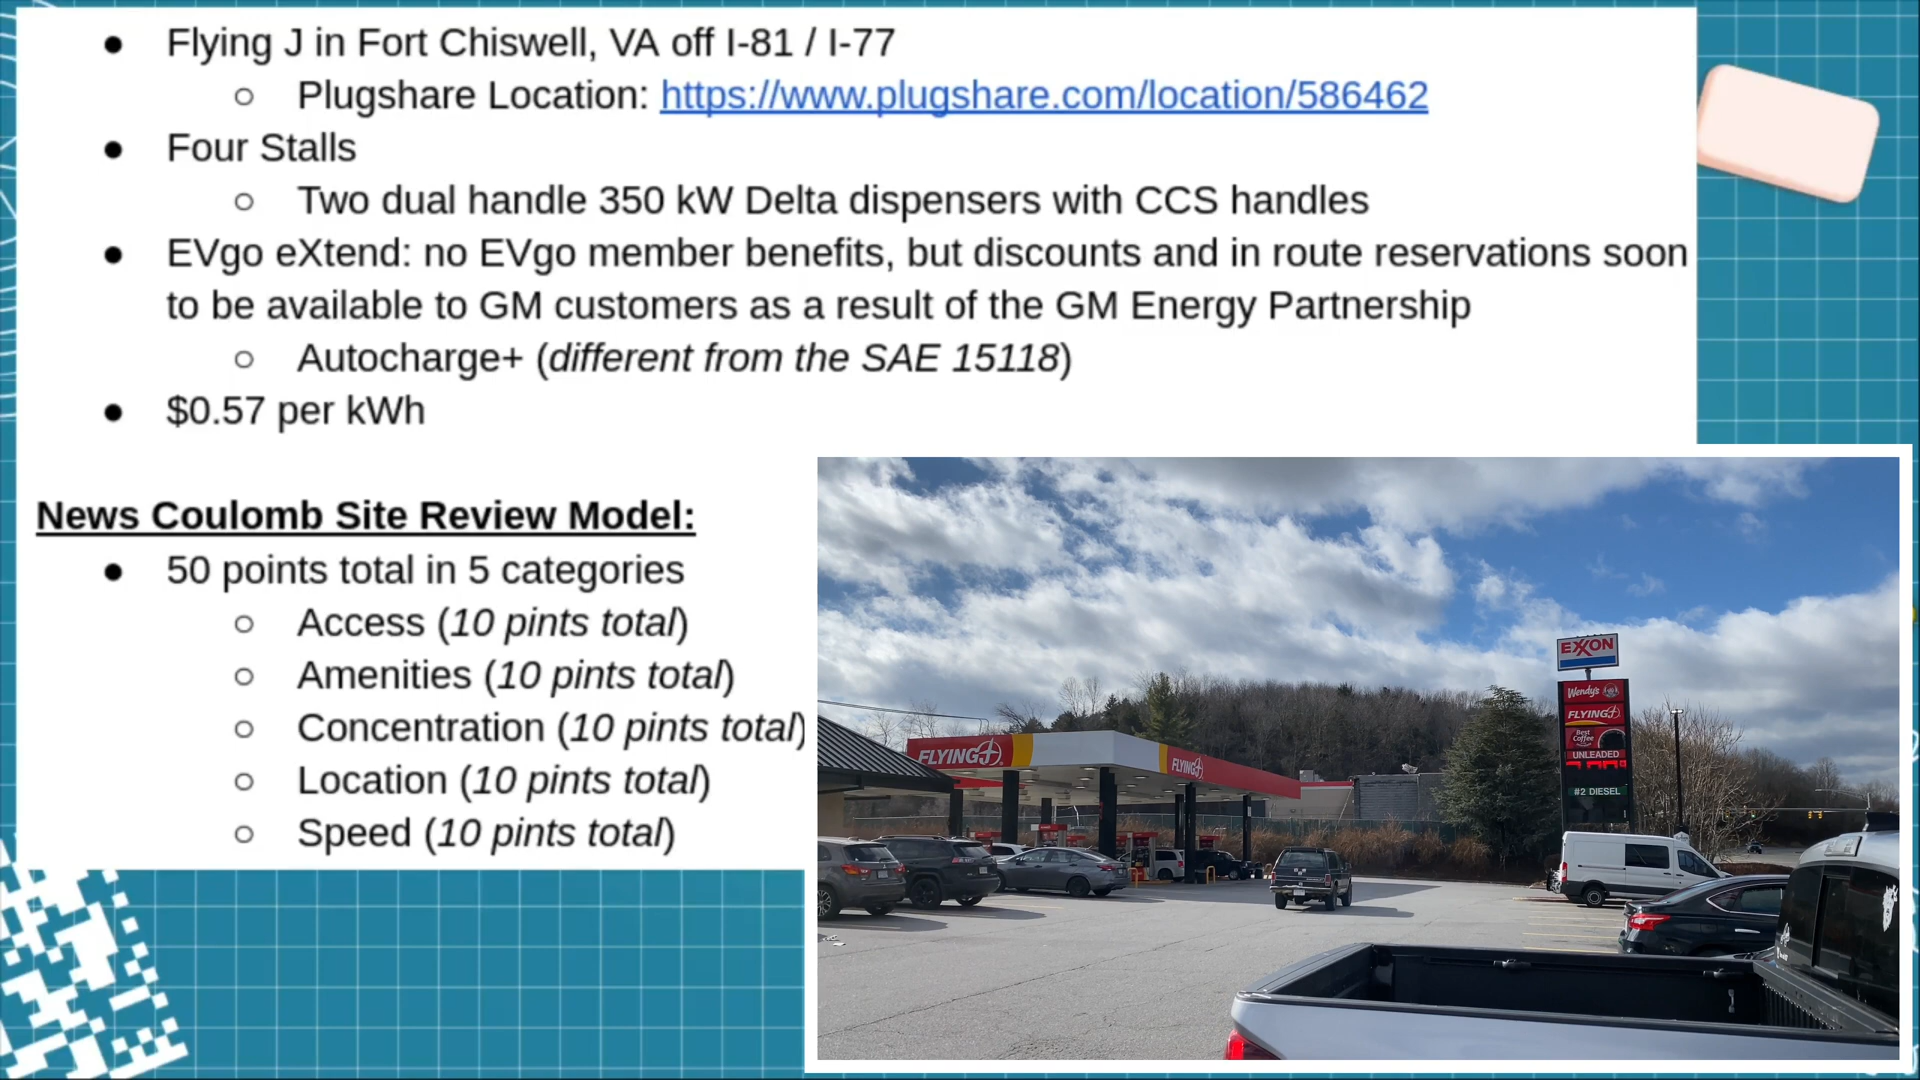 ● Flying J in Fort Chiswell, VA off I-81 / I-77
○ Plugshare Location: https://www.plugshare.com/location/586462
● Four Stalls
○ Two dual handle 350 kW Delta dispensers with CCS handles
● EVgo eXtend: no EVgo member benefits, but discounts and in route reservations soon
to be available to GM customers as a result of the GM Energy Partnership
○ Autocharge+ (different from the SAE 15118)
● $0.57 per kWh
News Coulomb Site Review Model:
● 50 points total in 5 categories
○ Access (10 pints total)
○ Amenities (10 pints total)
○ Concentration (10 pints total)
○ Location (10 pints total)
○ Speed (10 pints total)
EXXON
Wendy's
FLYING J
Best
Coffee
UNLEADED
#2 DIESEL
FLYING J
FLYING J